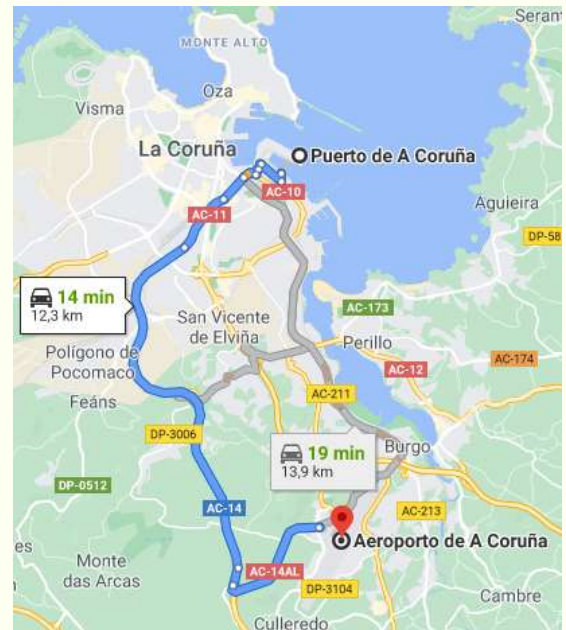 Serant
MONTE ALTO
Oza
Visma
La Coruña
Puerto de A Coruña
AC-10
AC-11
Aguieira
DP-58
14 min
12,3 km
AC-173
San Vicente
de Elviña
Perillo
AC-174
Polígono de
Pocomaco
AC-12
Feáns
AC-211
DP-3006
19 min
13,9 km
Burgo
DP-0512
AC-14
AC-213
Aeroporto de A Coruña
es
Monte
das Arcas
AC-14AL
DP-3104
Cambre
Culleredo